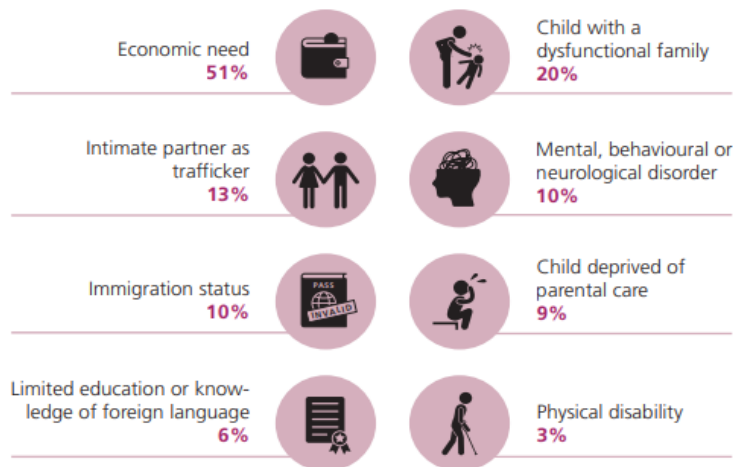 Economic need
51%
Child with a
dysfunctional family
20%
Intimate partner as
trafficker
13%
Mental, behavioural or
neurological disorder
10%
Immigration status
10%
PASS
INVALID
Child deprived of
parental care
9%
Limited education or know-
ledge of foreign language
6%
Physical disability
3%